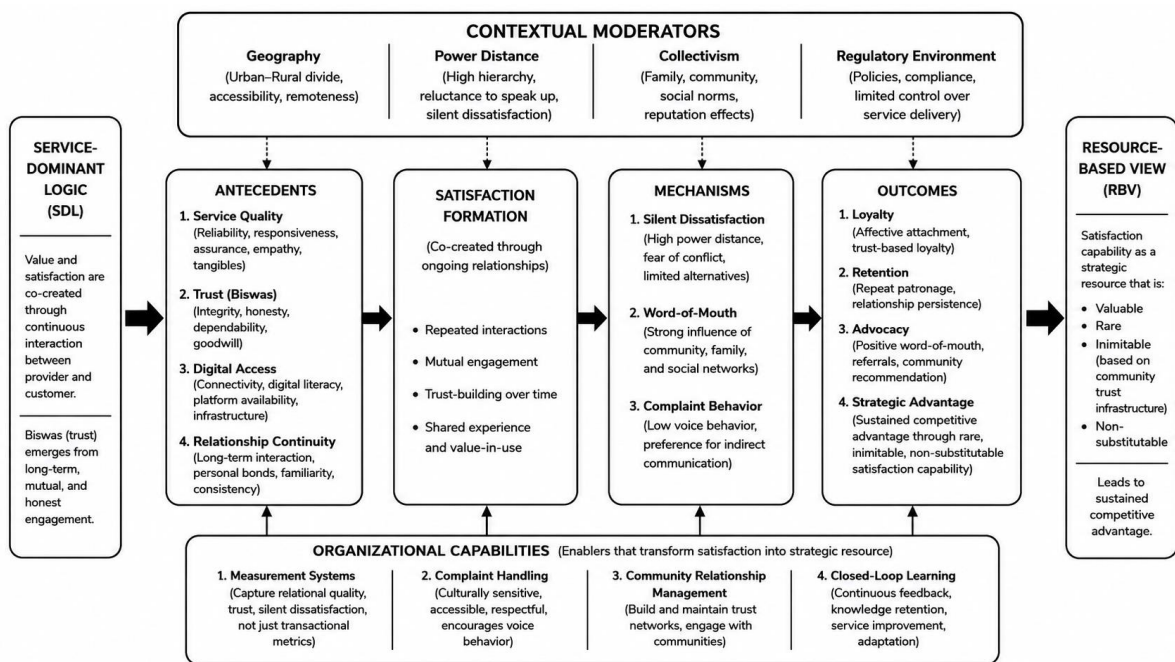 CONTEXTUAL MODERATORS
Geography
(Urban–Rural divide,
accessibility, remoteness)
Power Distance
(High hierarchy,
reluctance to speak up,
silent dissatisfaction)
Collectivism
(Family, community,
social norms,
reputation effects)
Regulatory Environment
(Policies, compliance,
limited control over
service delivery)
SERVICE-
DOMINANT
LOGIC
(SDL)
Value and
satisfaction are
co-created
through
continuous
interaction
between
provider and
customer.
Biswas (trust)
emerges from
long-term,
mutual, and
honest
engagement.
ANTECEDENTS
1. Service Quality
(Reliability, responsiveness,
assurance, empathy,
tangibles)
2. Trust (Biswas)
(Integrity, honesty,
dependability,
goodwill)
3. Digital Access
(Connectivity, digital literacy,
platform availability,
infrastructure)
4. Relationship Continuity
(Long-term interaction,
personal bonds, familiarity,
consistency)
SATISFACTION
FORMATION
(Co-created through
ongoing relationships)
• Repeated interactions
• Mutual engagement
• Trust-building over time
• Shared experience
and value-in-use
MECHANISMS
1. Silent Dissatisfaction
(High power distance,
fear of conflict,
limited alternatives)
2. Word-of-Mouth
(Strong influence of
community, family,
and social networks)
3. Complaint Behavior
(Low voice behavior,
preference for indirect
communication)
OUTCOMES
1. Loyalty
(Affective attachment,
trust-based loyalty)
2. Retention
(Repeat patronage,
relationship persistence)
3. Advocacy
(Positive word-of-mouth,
referrals, community
recommendation)
4. Strategic Advantage
(Sustained competitive
advantage through rare,
inimitable, non-substitutable
satisfaction capability)
RESOURCE-
BASED VIEW
(RBV)
Satisfaction
capability as a
strategic
resource that is:
• Valuable
• Rare
• Inimitable
(based on
community
trust
infrastructure)
• Non-
substitutable
Leads to
sustained
competitive
advantage.
ORGANIZATIONAL CAPABILITIES (Enablers that transform satisfaction into strategic resource)
1. Measurement Systems
(Capture relational quality,
trust, silent dissatisfaction,
not just transactional
metrics)
2. Complaint Handling
(Culturally sensitive,
accessible, respectful,
encourages voice
behavior)
3. Community Relationship
Management
(Build and maintain trust
networks, engage with
communities)
4. Closed-Loop Learning
(Continuous feedback,
knowledge retention,
service improvement,
adaptation)